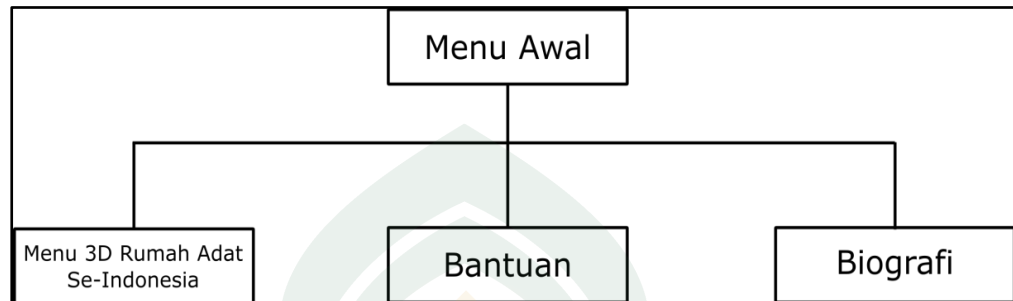 Menu Awal
Menu 3D Rumah Adat
Se-Indonesia
Bantuan
Biografi